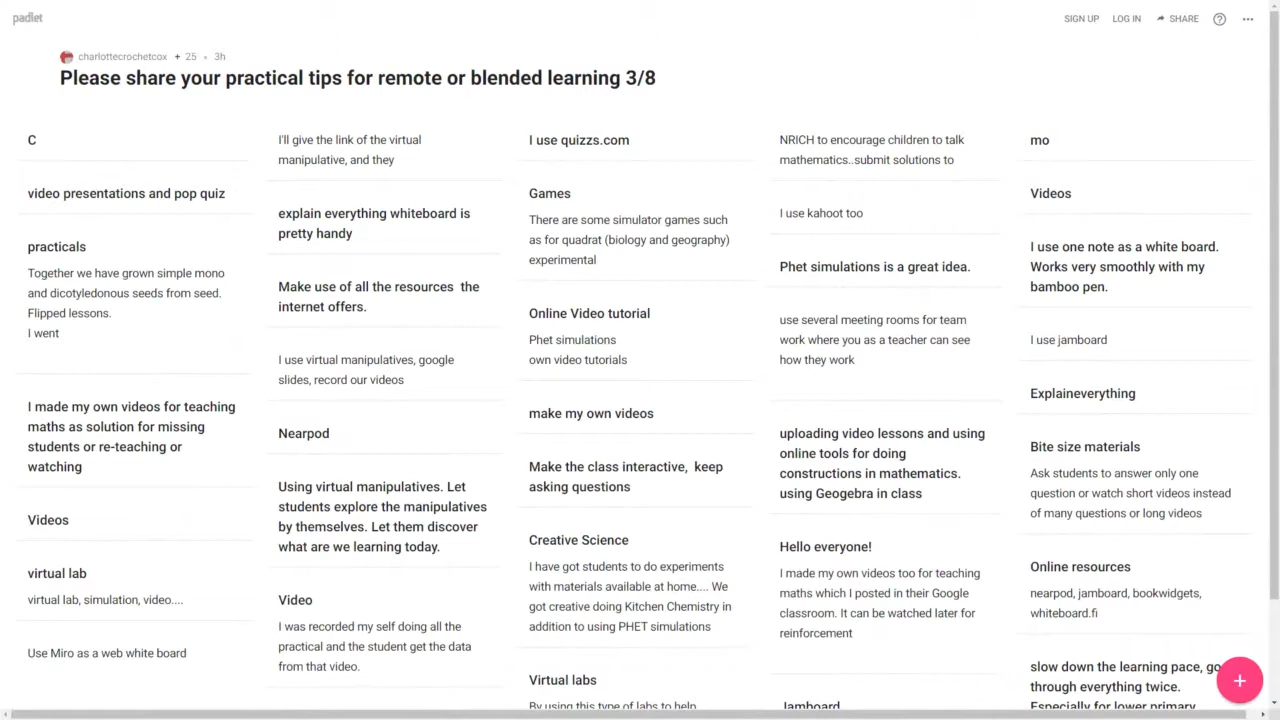 padlet
SIGN UP
LOG IN
SHARE
charlottecrochetcox + 25 • 3h
Please share your practical tips for remote or blended learning 3/8
C
video presentations and pop quiz
practicals
Together we have grown simple mono
and dicotyledonous seeds from seed.
Flipped lessons.
I went
I made my own videos for teaching
maths as solution for missing
students or re-teaching or
watching
Videos
virtual lab
virtual lab, simulation, video....
Use Miro as a web white board
I'll give the link of the virtual
manipulative, and they
explain everything whiteboard is
pretty handy
Make use of all the resources  the
internet offers.
I use virtual manipulatives, google
slides, record our videos
Nearpod
Using virtual manipulatives. Let
students explore the manipulatives
by themselves. Let them discover
what are we learning today.
Video
I was recorded my self doing all the
practical and the student get the data
from that video.
I use quizzs.com
Games
There are some simulator games such
as for quadrat (biology and geography)
experimental
Online Video tutorial
Phet simulations
own video tutorials
make my own videos
Make the class interactive,  keep
asking questions
Creative Science
I have got students to do experiments
with materials available at home.... We
got creative doing Kitchen Chemistry in
addition to using PHET simulations
Virtual labs
By using this type of labs to help
NRICH to encourage children to talk
mathematics..submit solutions to
I use kahoot too
Phet simulations is a great idea.
use several meeting rooms for team
work where you as a teacher can see
how they work
uploading video lessons and using
online tools for doing
constructions in mathematics.
using Geogebra in class
Hello everyone!
I made my own videos too for teaching
maths which I posted in their Google
classroom. It can be watched later for
reinforcement
Jamboard
mo
Videos
I use one note as a white board.
Works very smoothly with my
bamboo pen.
I use jamboard
Explaineverything
Bite size materials
Ask students to answer only one
question or watch short videos instead
of many questions or long videos
Online resources
nearpod, jamboard, bookwidgets,
whiteboard.fi
slow down the learning pace, go
through everything twice.
Especially for lower primary